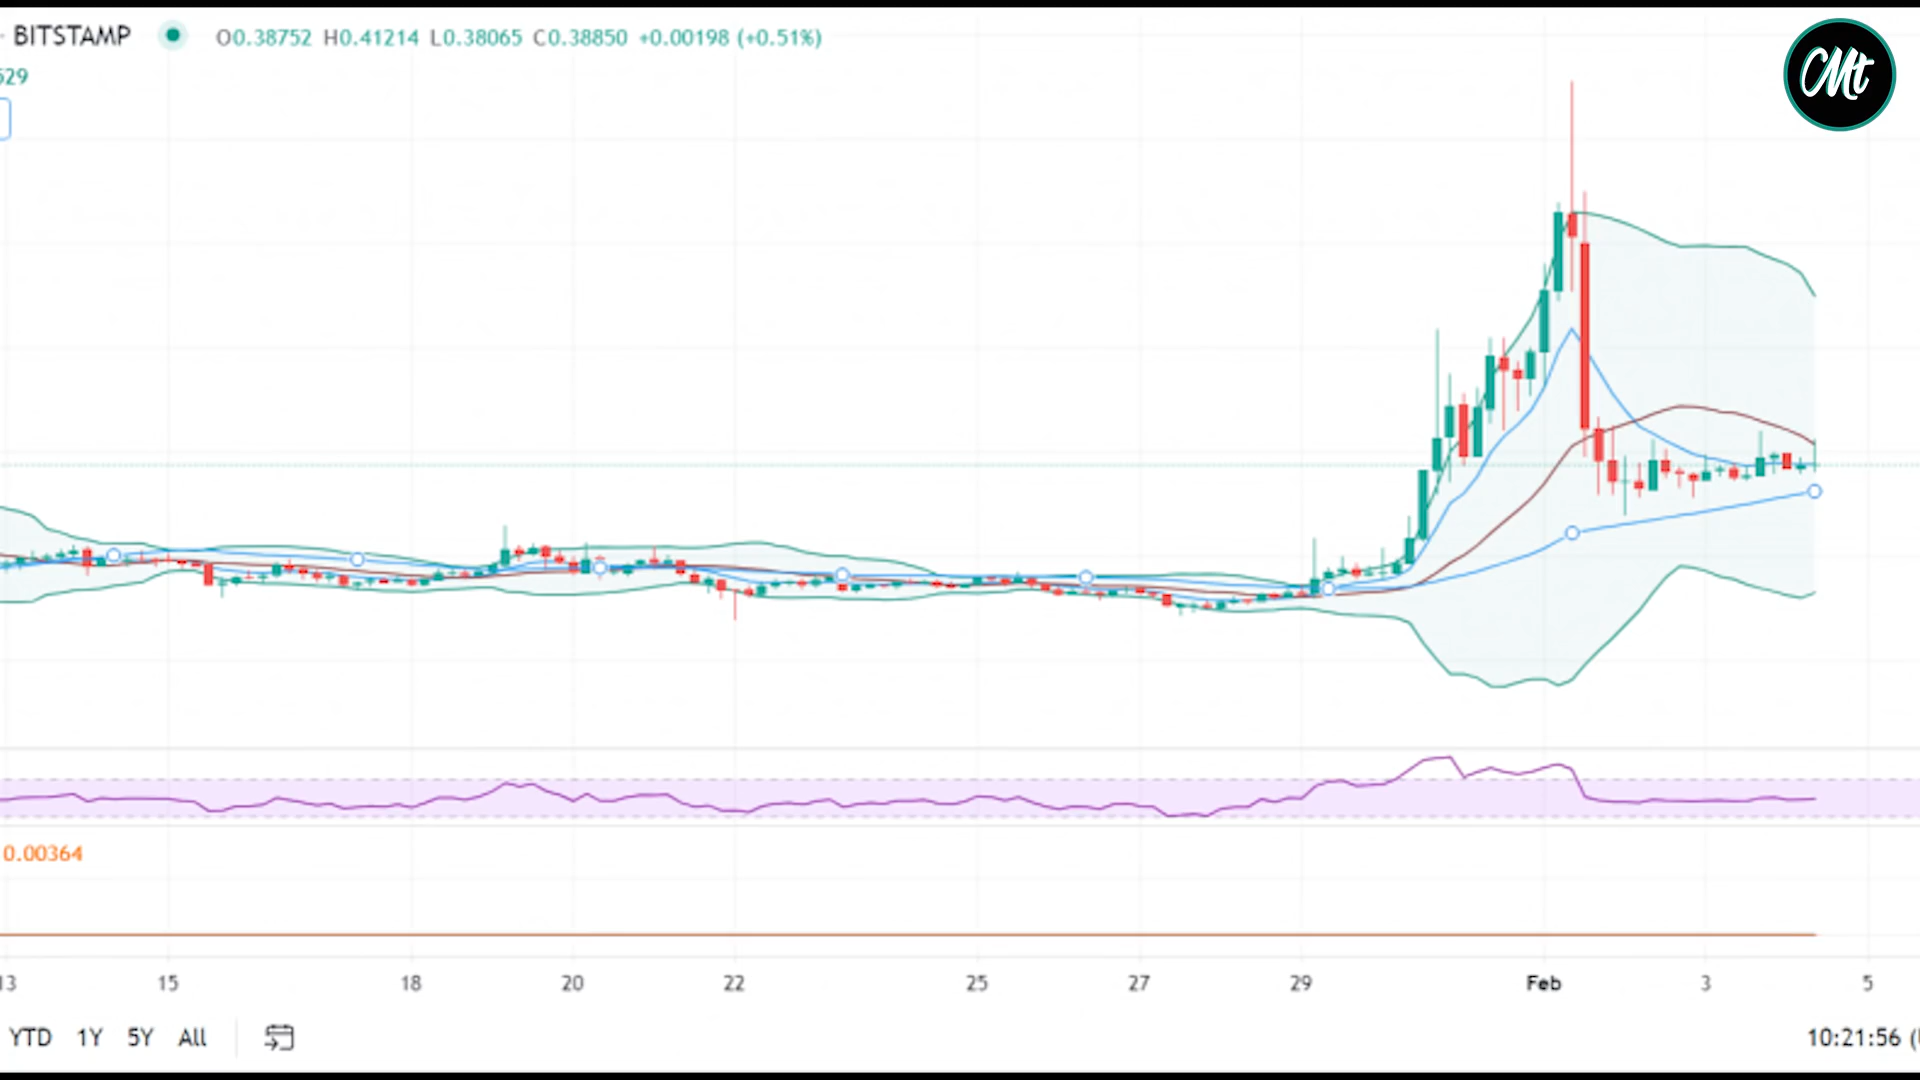 · BITSTAMP O0.38752 H0.41214 L0.38065 C0.38850 +0.00198 (+0.51%)
529
CMt
0.00364
13 15 18 20 22 25 27 29 Feb 3 5
YTD 1Y 5Y All 10:21:56 (